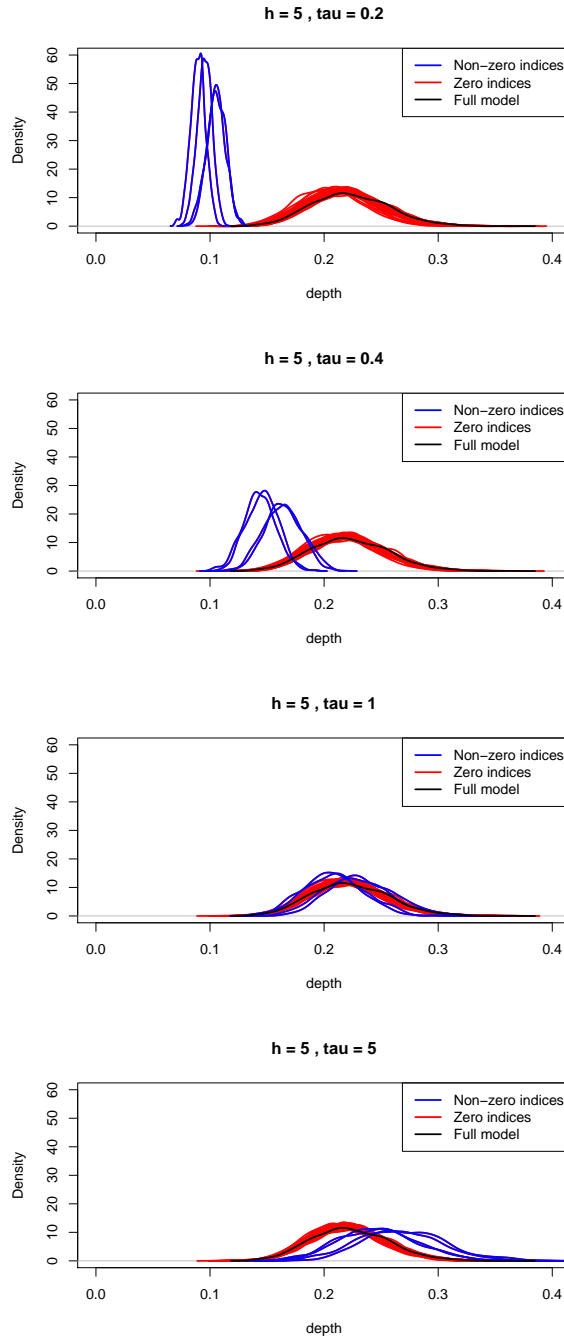 h = 5 , tau = 0.2
Density
60
50
40
30
20
10
0
Non−zero indices
Zero indices
Full model
0.0 0.1 0.2 0.3 0.4
depth
h = 5 , tau = 0.4
Density
60
50
40
30
20
10
0
Non−zero indices
Zero indices
Full model
0.0 0.1 0.2 0.3 0.4
depth
h = 5 , tau = 1
Density
60
50
40
30
20
10
0
Non−zero indices
Zero indices
Full model
0.0 0.1 0.2 0.3 0.4
depth
h = 5 , tau = 5
Density
60
50
40
30
20
10
0
Non−zero indices
Zero indices
Full model
0.0 0.1 0.2 0.3 0.4
depth